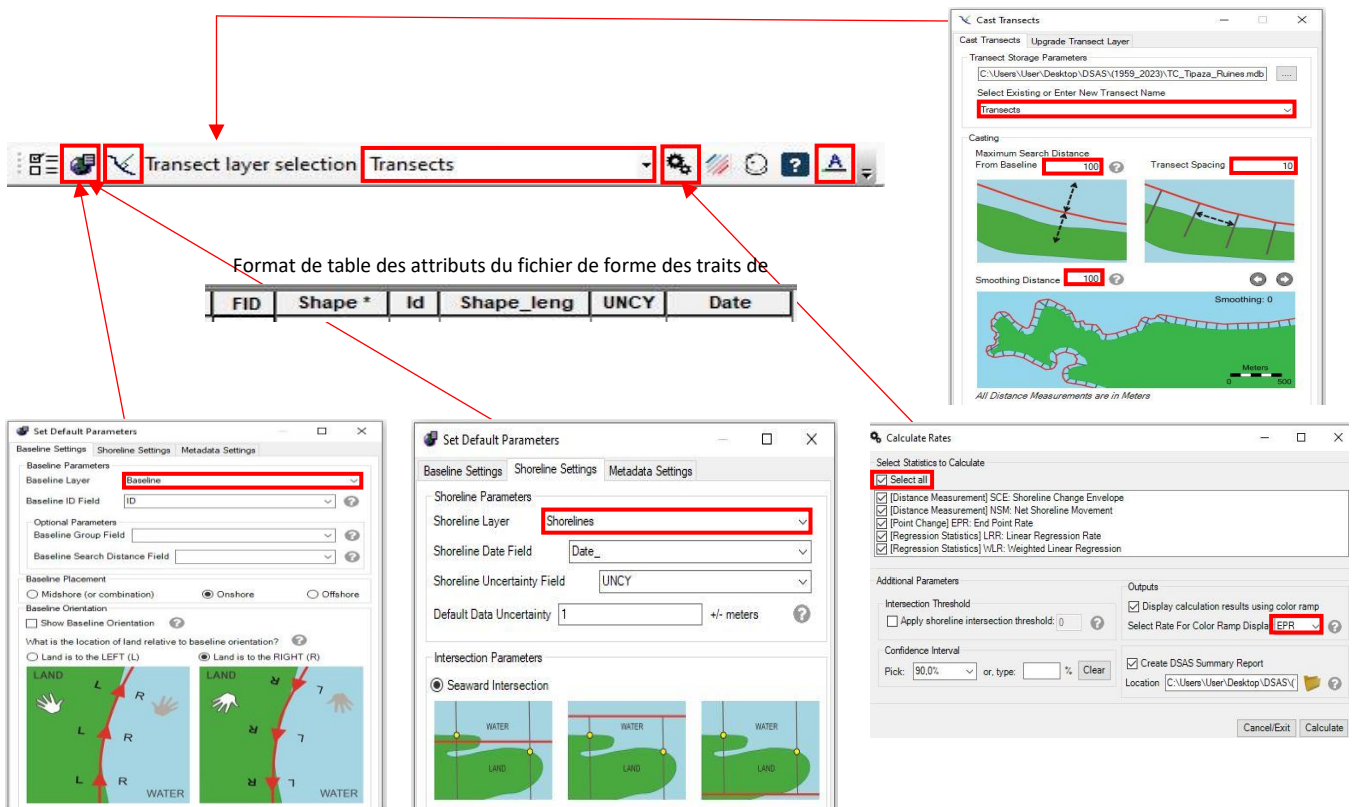 Cast Transects
Cast Transects Upgrade Transect Layer
Transect Storage Parameters
C:\Users\User\Desktop\DSAS\(1959_2023)\TC_Tipaza_Ruines.mdb ....
Select Existing or Enter New Transect Name
Transects
Casting
Maximum Search Distance
From Baseline 100 ? Transect Spacing 10
Smoothing Distance 100 ?
Smoothing: 0
Meters
0 500
All Distance Measurements are in Meters
Transect layer selection Transects ? A
Format de table des attributs du fichier de forme des traits de
FID Shape * Id Shape_leng UNCY Date
Set Default Parameters
Baseline Settings Shoreline Settings Metadata Settings
Baseline Parameters
Baseline Layer Baseline
Baseline ID Field ID ?
Optional Parameters
Baseline Group Field ?
Baseline Search Distance Field ?
Baseline Placement
Midshore (or combination) Onshore Offshore
Baseline Orientation
Show Baseline Orientation ?
What is the location of land relative to baseline orientation? ?
Land is to the LEFT (L) Land is to the RIGHT (R)
LAND L R
L R
L R
WATER
LAND R L
R L
R L
WATER
Set Default Parameters
Baseline Settings Shoreline Settings Metadata Settings
Shoreline Parameters
Shoreline Layer Shorelines
Shoreline Date Field Date_
Shoreline Uncertainty Field UNCY
Default Data Uncertainty 1 +/- meters ?
Intersection Parameters
Seaward Intersection
WATER WATER WATER
LAND LAND LAND
Calculate Rates
Select Statistics to Calculate
Select all
[Distance Measurement] SCE: Shoreline Change Envelope
[Distance Measurement] NSM: Net Shoreline Movement
[Point Change] EPR: End Point Rate
[Regression Statistics] LRR: Linear Regression Rate
[Regression Statistics] WLR: Weighted Linear Regression
Additional Parameters
Intersection Threshold
Apply shoreline intersection threshold: 0 ?
Confidence Interval
Pick: 90,0% or, type: % Clear
Outputs
Display calculation results using color ramp
Select Rate For Color Ramp Display EPR ?
Create DSAS Summary Report
Location C:\Users\User\Desktop\DSAS\( ?
Cancel/Exit Calculate